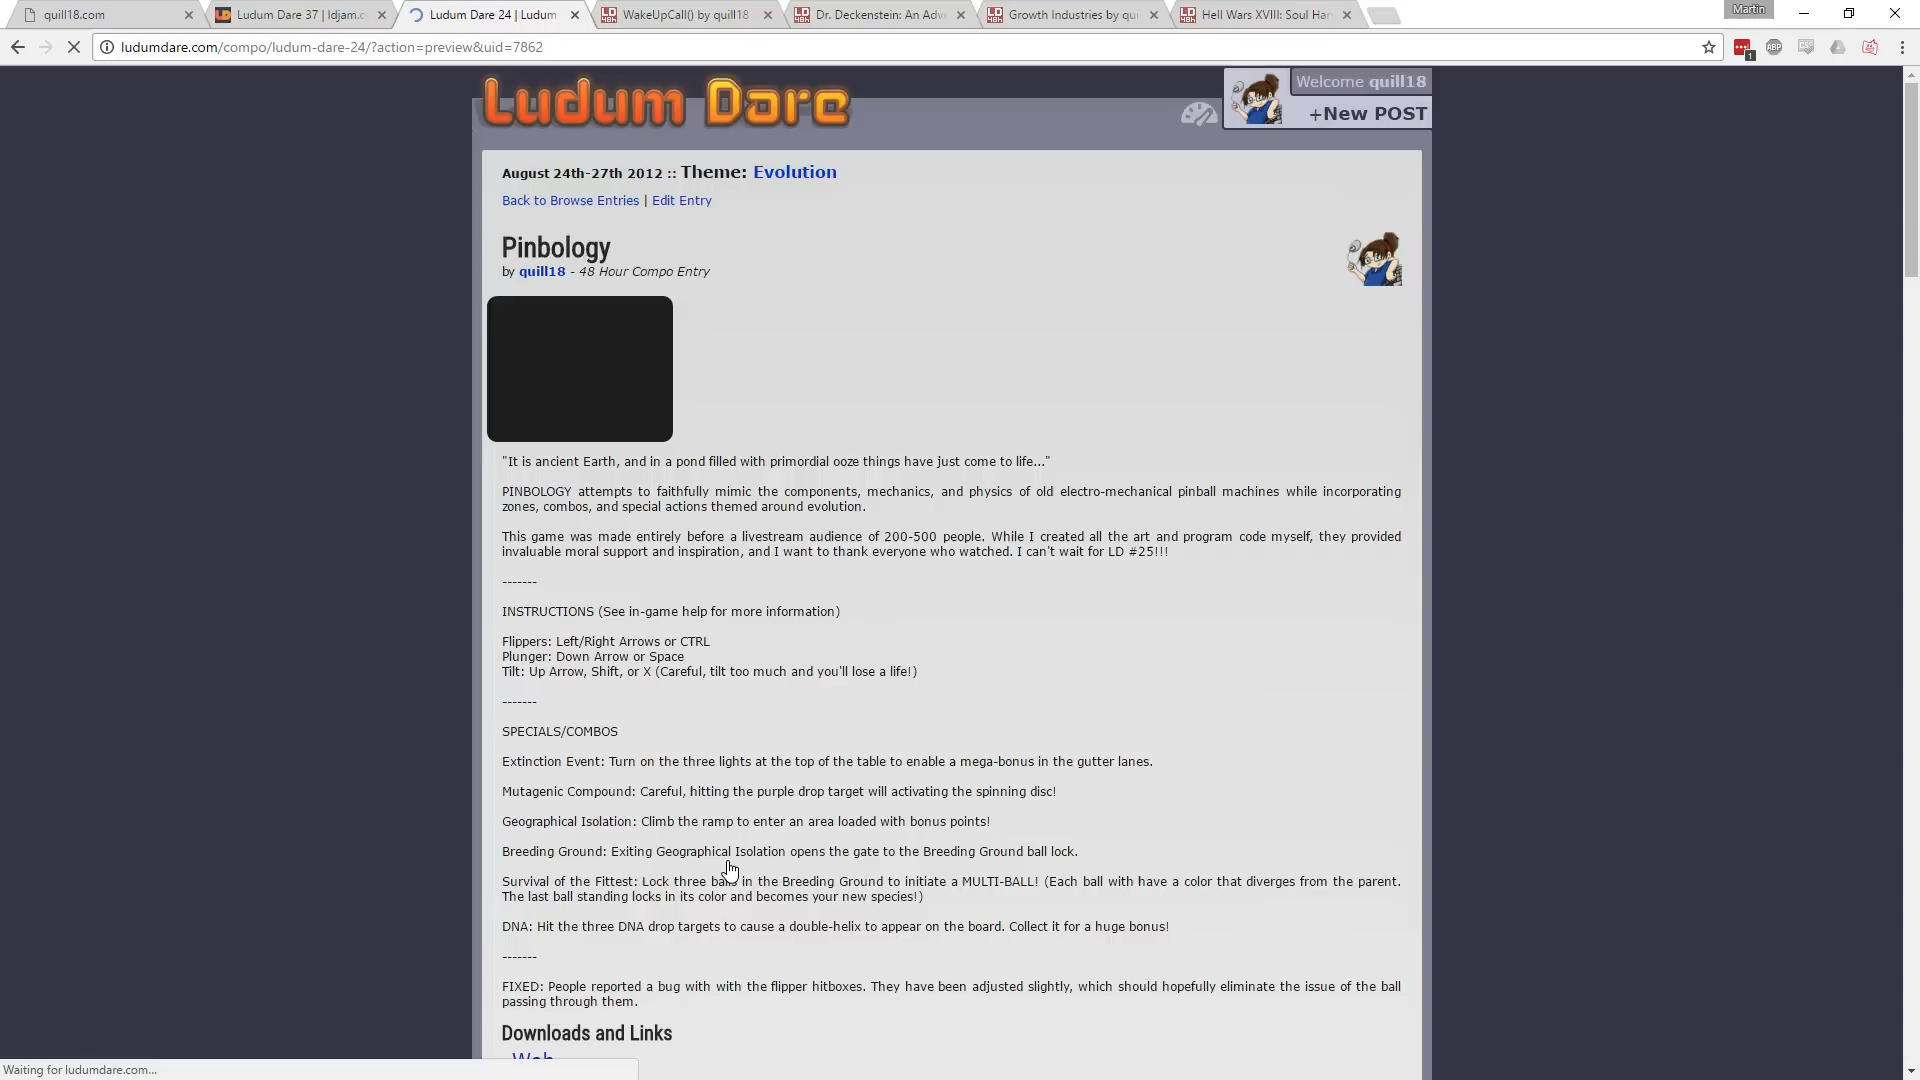 quill18.com
Ludum Dare 37 | ldjam.c
Ludum Dare 24 | Ludum
WakeUpCall() by quill18
Dr. Deckenstein: An Adv
Growth Industries by qui
Hell Wars XVIII: Soul Har
Martin
ludumdare.com/compo/ludum-dare-24/?action=preview&uid=7862
1
ABP
CSS
Ludum Dare
Welcome quill18
+New POST
August 24th-27th 2012 :: Theme: Evolution
Back to Browse Entries | Edit Entry
Pinbology
by quill18 - 48 Hour Compo Entry
"It is ancient Earth, and in a pond filled with primordial ooze things have just come to life..."
PINBOLOGY attempts to faithfully mimic the components, mechanics, and physics of old electro-mechanical pinball machines while incorporating
zones, combos, and special actions themed around evolution.
This game was made entirely before a livestream audience of 200-500 people. While I created all the art and program code myself, they provided
invaluable moral support and inspiration, and I want to thank everyone who watched. I can't wait for LD #25!!!
-------
INSTRUCTIONS (See in-game help for more information)
Flippers: Left/Right Arrows or CTRL
Plunger: Down Arrow or Space
Tilt: Up Arrow, Shift, or X (Careful, tilt too much and you'll lose a life!)
-------
SPECIALS/COMBOS
Extinction Event: Turn on the three lights at the top of the table to enable a mega-bonus in the gutter lanes.
Mutagenic Compound: Careful, hitting the purple drop target will activating the spinning disc!
Geographical Isolation: Climb the ramp to enter an area loaded with bonus points!
Breeding Ground: Exiting Geographical Isolation opens the gate to the Breeding Ground ball lock.
Survival of the Fittest: Lock three balls in the Breeding Ground to initiate a MULTI-BALL! (Each ball with have a color that diverges from the parent.
The last ball standing locks in its color and becomes your new species!)
DNA: Hit the three DNA drop targets to cause a double-helix to appear on the board. Collect it for a huge bonus!
-------
FIXED: People reported a bug with with the flipper hitboxes. They have been adjusted slightly, which should hopefully eliminate the issue of the ball
passing through them.
Downloads and Links
Web
Waiting for ludumdare.com...